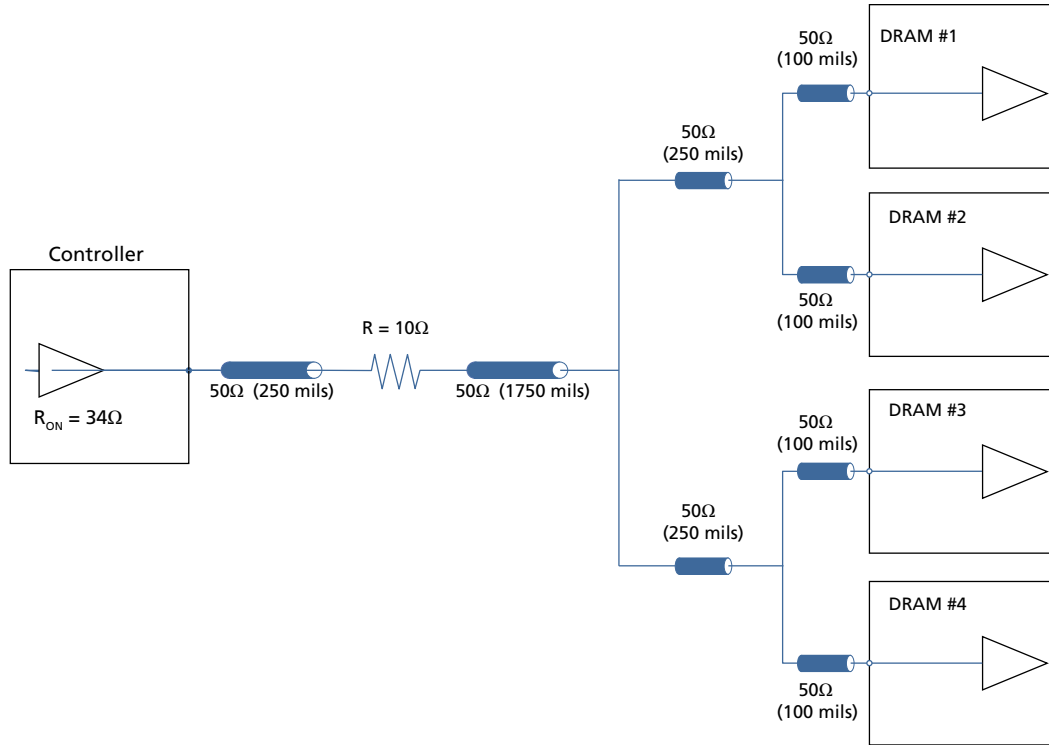 50Ω
(100 mils)
DRAM #1
50Ω
(250 mils)
DRAM #2
Controller
50Ω
(100 mils)
R = 10Ω
50Ω (250 mils)
50Ω (1750 mils)
R_ON = 34Ω
50Ω
(100 mils)
DRAM #3
50Ω
(250 mils)
DRAM #4
50Ω
(100 mils)